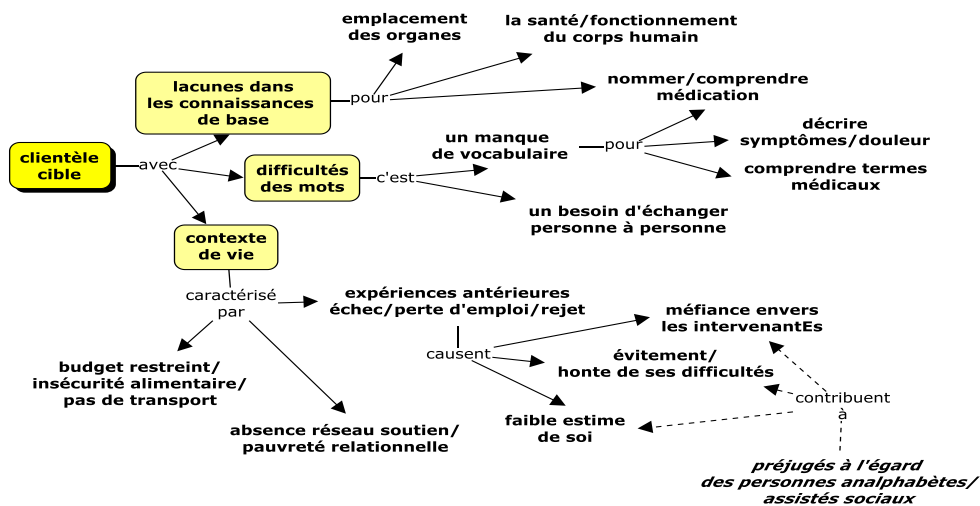 emplacement
des organes
la santé/fonctionnement
du corps humain
lacunes dans
les connaissances
de base
pour
nommer/comprendre
médication
clientèle
cible
avec
un manque
de vocabulaire
pour
décrire
symptômes/douleur
difficultés
des mots
c'est
comprendre termes
médicaux
un besoin d'échanger
personne à personne
contexte
de vie
caractérisé
par
expériences antérieures
échec/perte d'emploi/rejet
méfiance envers
les intervenantEs
causent
évitement/
honte de ses difficultés
budget restreint/
insécurité alimentaire/
pas de transport
contribuent
à
faible estime
de soi
absence réseau soutien/
pauvreté relationnelle
préjugés à l'égard
des personnes analphabètes/
assistés sociaux